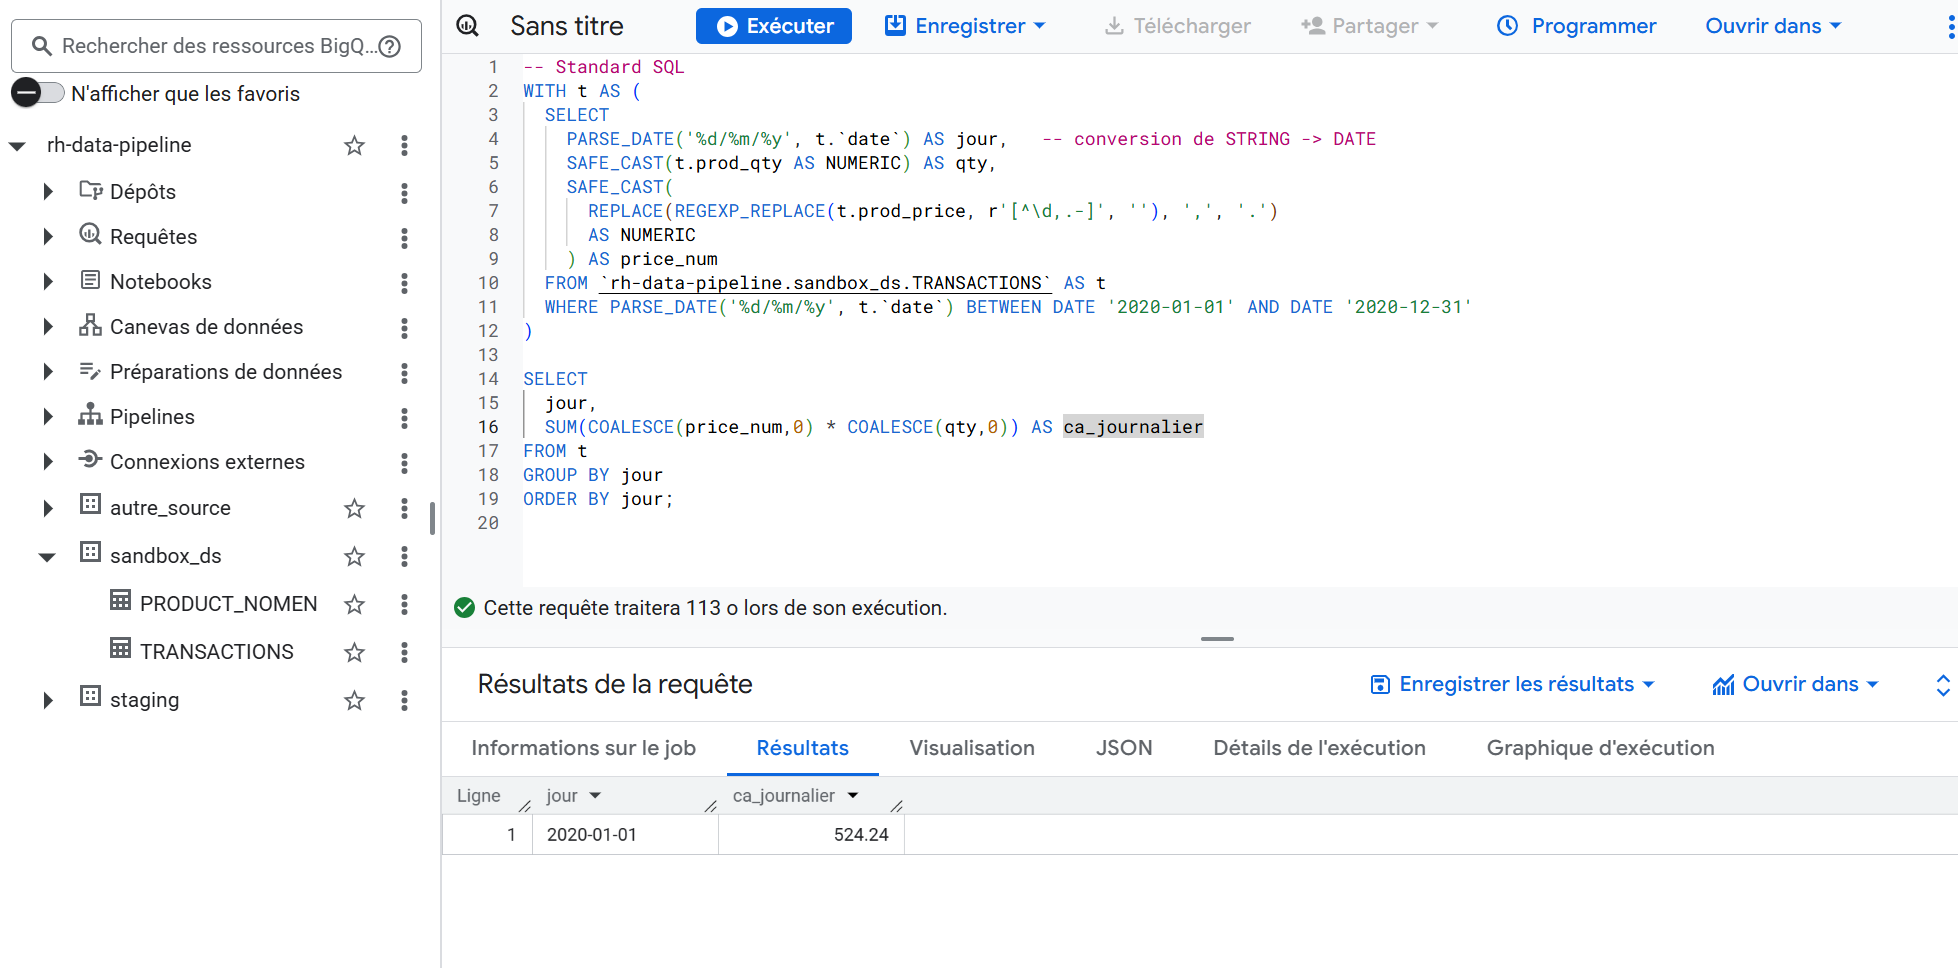 Rechercher des ressources BigQ...
N'afficher que les favoris
rh-data-pipeline
Dépôts
Requêtes
Notebooks
Canevas de données
Préparations de données
Pipelines
Connexions externes
autre_source
sandbox_ds
PRODUCT_NOMEN
TRANSACTIONS
staging
Sans titre
Exécuter
Enregistrer
Télécharger
Partager
Programmer
Ouvrir dans
1 -- Standard SQL
2 WITH t AS (
3 SELECT
4 PARSE_DATE('%d/%m/%y', t.`date`) AS jour, -- conversion de STRING -> DATE
5 SAFE_CAST(t.prod_qty AS NUMERIC) AS qty,
6 SAFE_CAST(
7 REPLACE(REGEXP_REPLACE(t.prod_price, r'[^\d,.-]', ''), ',', '.')
8 AS NUMERIC
9 ) AS price_num
10 FROM `rh-data-pipeline.sandbox_ds.TRANSACTIONS` AS t
11 WHERE PARSE_DATE('%d/%m/%y', t.`date`) BETWEEN DATE '2020-01-01' AND DATE '2020-12-31'
12 )
13
14 SELECT
15 jour,
16 SUM(COALESCE(price_num,0) * COALESCE(qty,0)) AS ca_journalier
17 FROM t
18 GROUP BY jour
19 ORDER BY jour;
20
Cette requête traitera 113 o lors de son exécution.
Résultats de la requête
Enregistrer les résultats
Ouvrir dans
Informations sur le job
Résultats
Visualisation
JSON
Détails de l'exécution
Graphique d'exécution
Ligne jour ca_journalier
1 2020-01-01 524.24